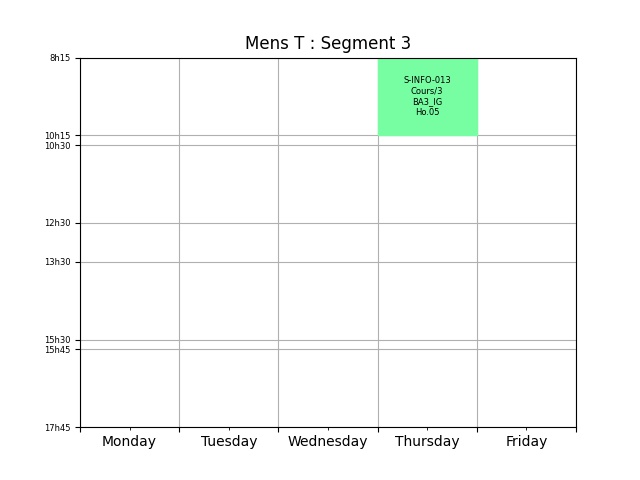 Mens T : Segment 3
8h15
S-INFO-013
Cours/3
BA3_IG
Ho.05
10h15
10h30
12h30
13h30
15h30
15h45
17h45
Monday Tuesday Wednesday Thursday Friday